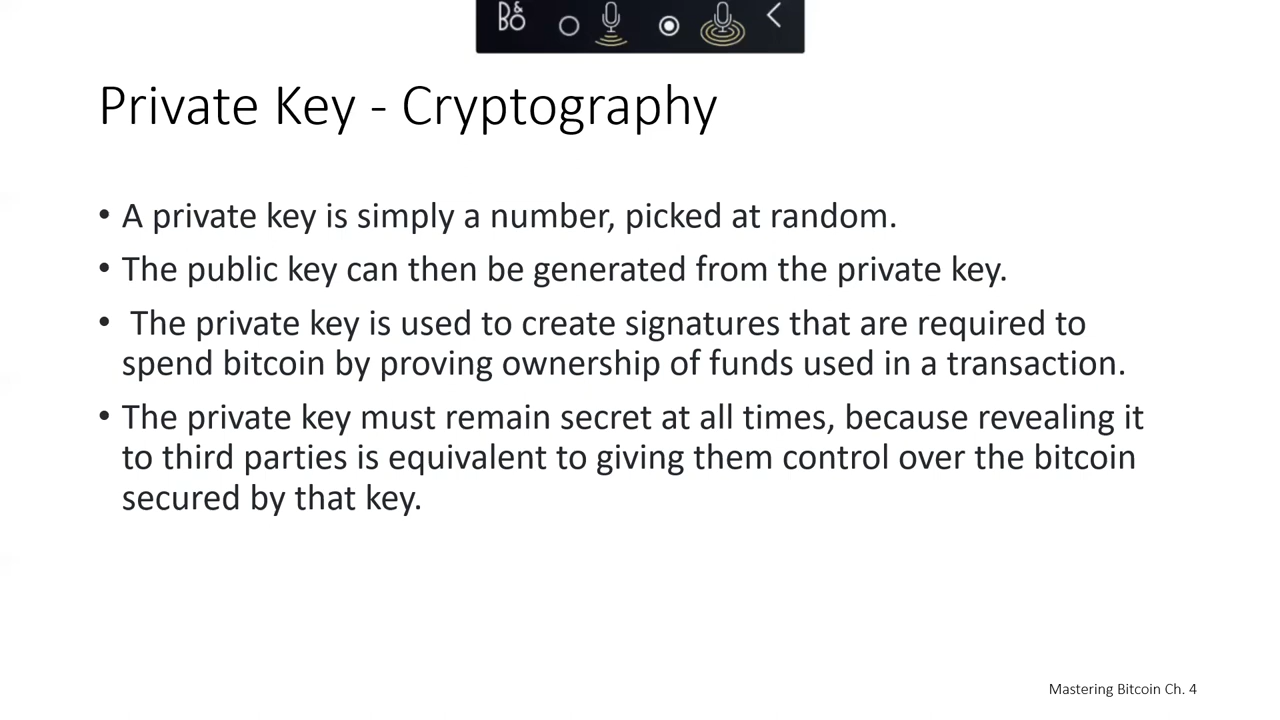 B&O
Private Key - Cryptography
• A private key is simply a number, picked at random.
• The public key can then be generated from the private key.
• The private key is used to create signatures that are required to
spend bitcoin by proving ownership of funds used in a transaction.
• The private key must remain secret at all times, because revealing it
to third parties is equivalent to giving them control over the bitcoin
secured by that key.
Mastering Bitcoin Ch. 4